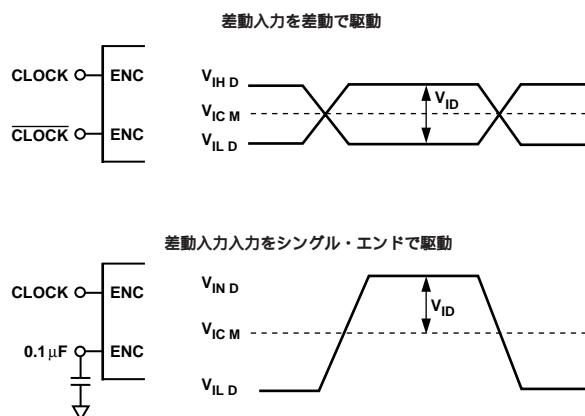 差動入力を差動で駆動
CLOCK ENC
CLOCK ENC
V_IH D
V_IC M
V_IL D
V_ID
差動入力入力をシングル・エンドで駆動
CLOCK ENC
0.1 μF ENC
V_IN D
V_IC M
V_IL D
V_ID